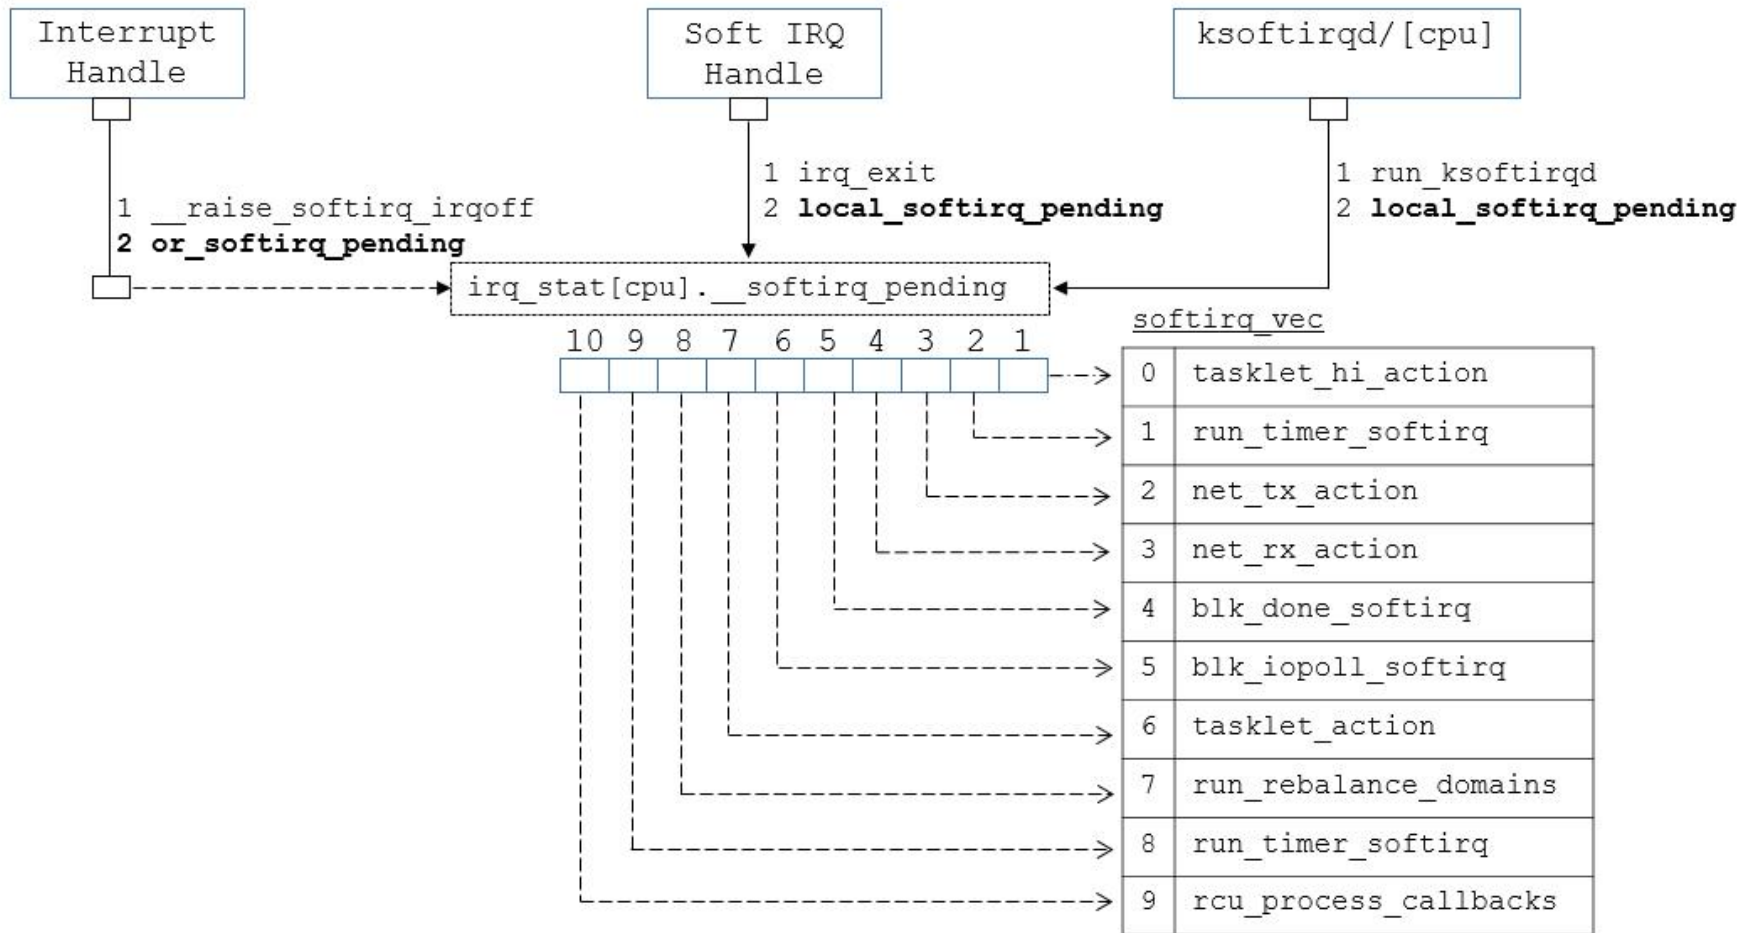 Interrupt
Handle
Soft IRQ
Handle
ksoftirqd/[cpu]
1 __raise_softirq_irqoff
2 or_softirq_pending
1 irq_exit
2 local_softirq_pending
1 run_ksoftirqd
2 local_softirq_pending
irq_stat[cpu].__softirq_pending
10 9 8 7 6 5 4 3 2 1
softirq_vec
0 tasklet_hi_action
1 run_timer_softirq
2 net_tx_action
3 net_rx_action
4 blk_done_softirq
5 blk_iopoll_softirq
6 tasklet_action
7 run_rebalance_domains
8 run_timer_softirq
9 rcu_process_callbacks